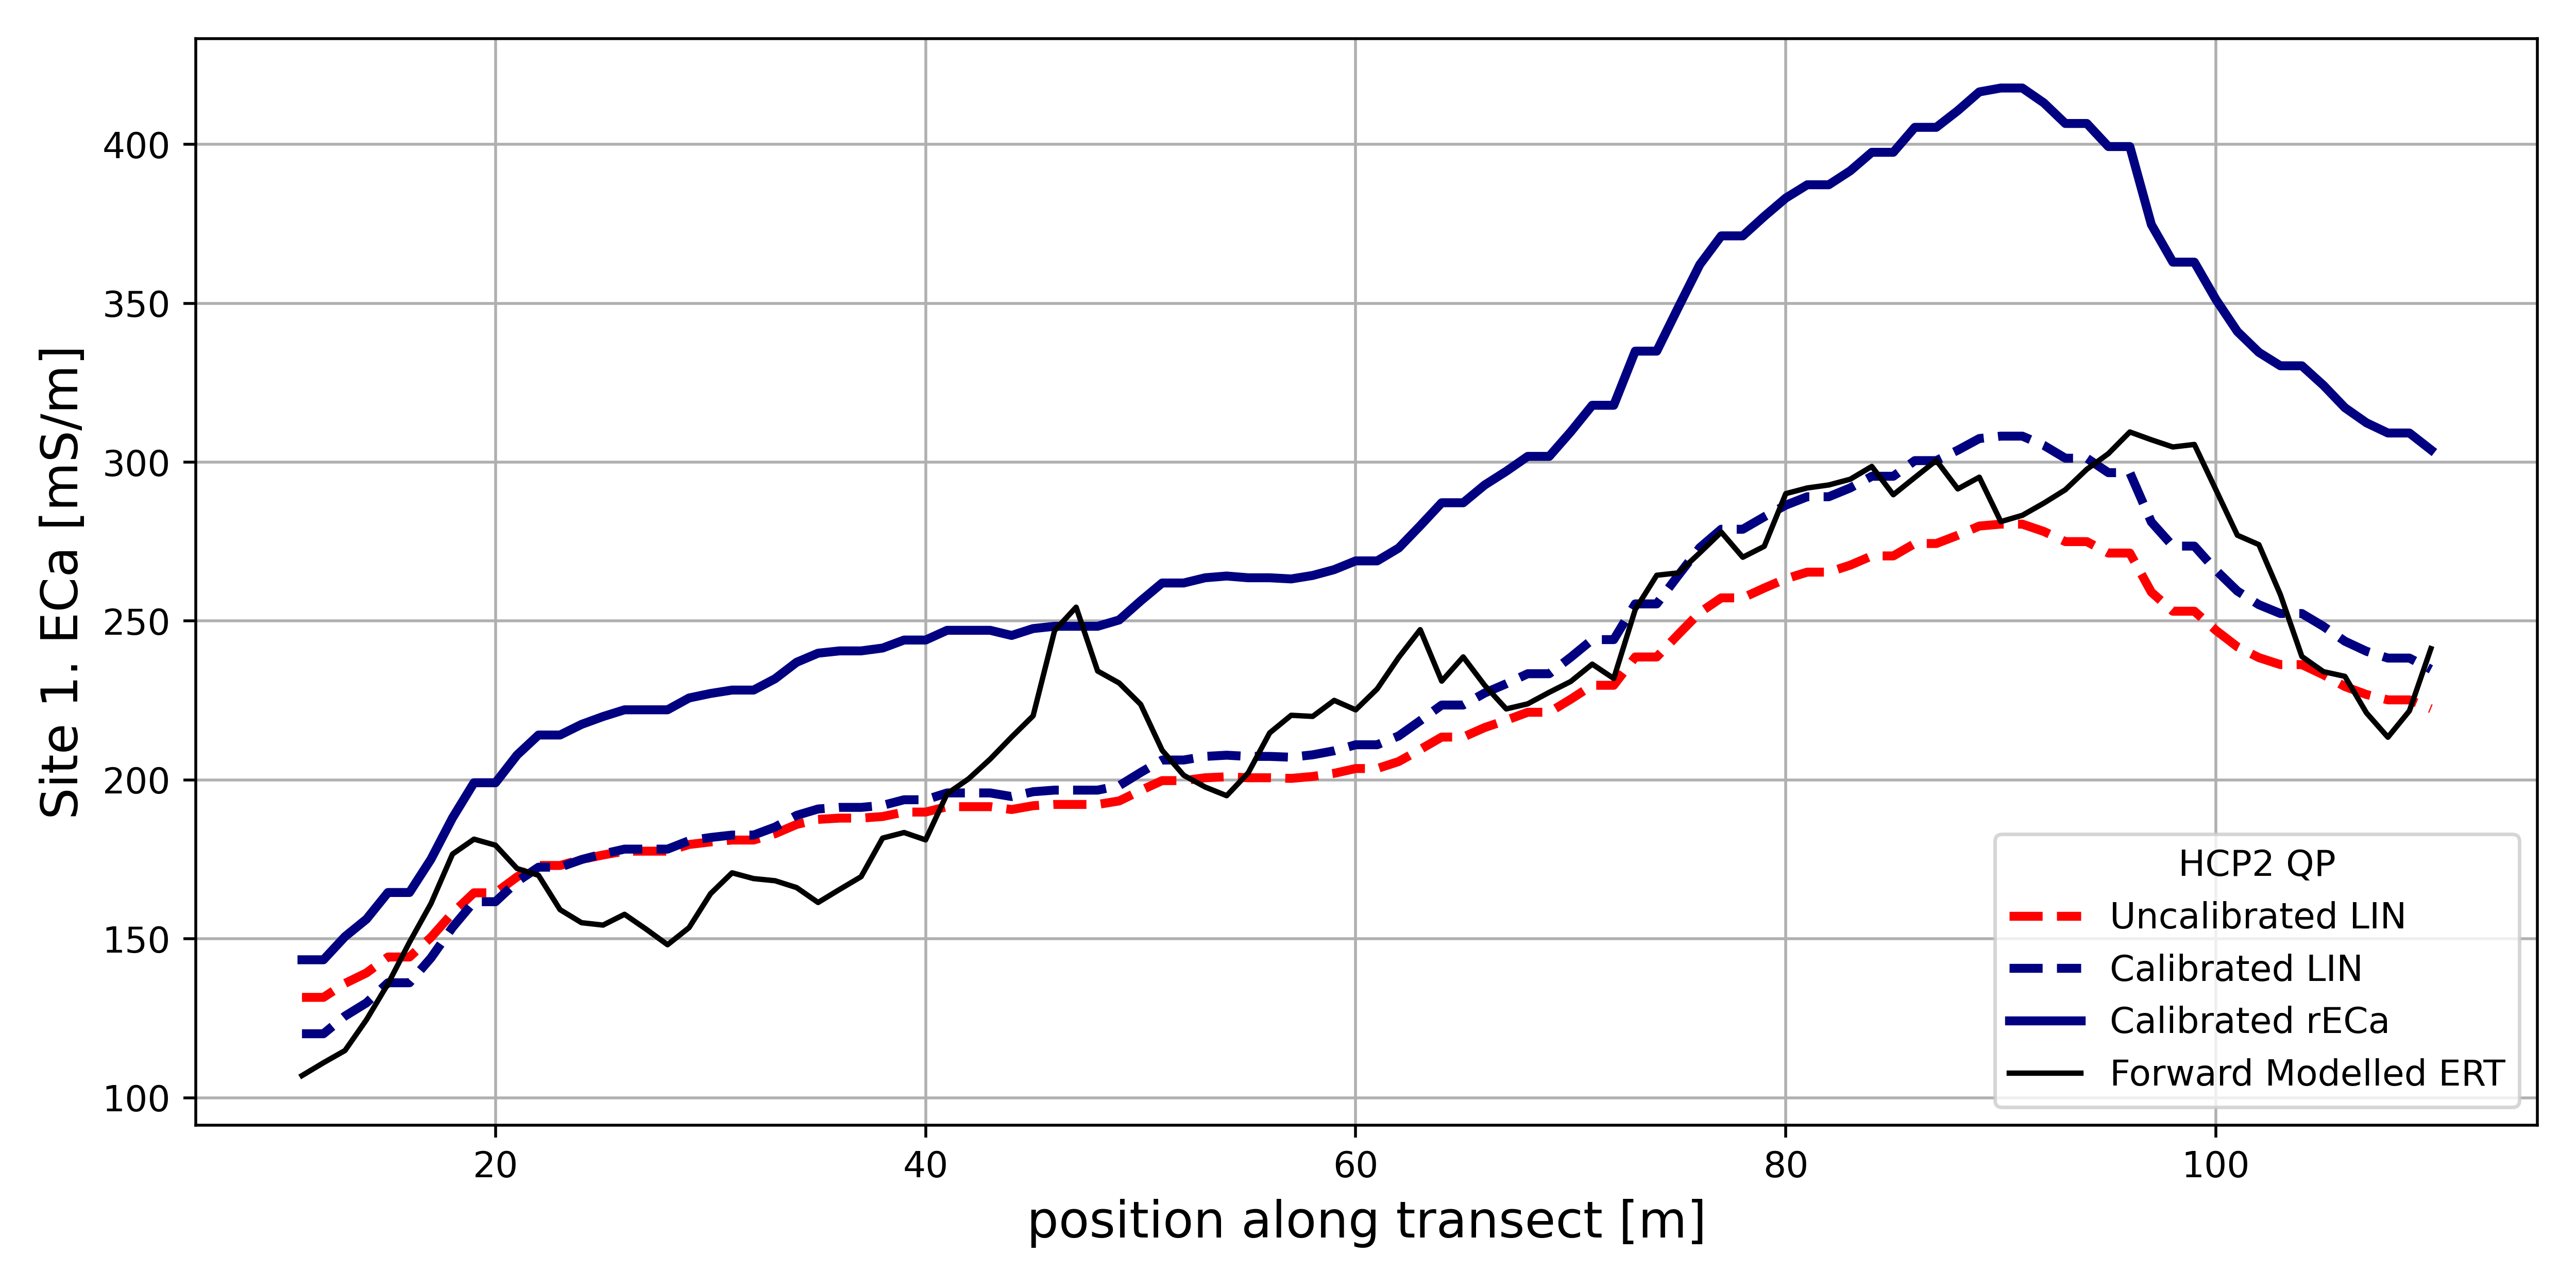 Site 1. ECa [mS/m]
400
350
300
250
200
150
100
20 40 60 80 100
position along transect [m]
HCP2 QP
Uncalibrated LIN
Calibrated LIN
Calibrated rECa
Forward Modelled ERT